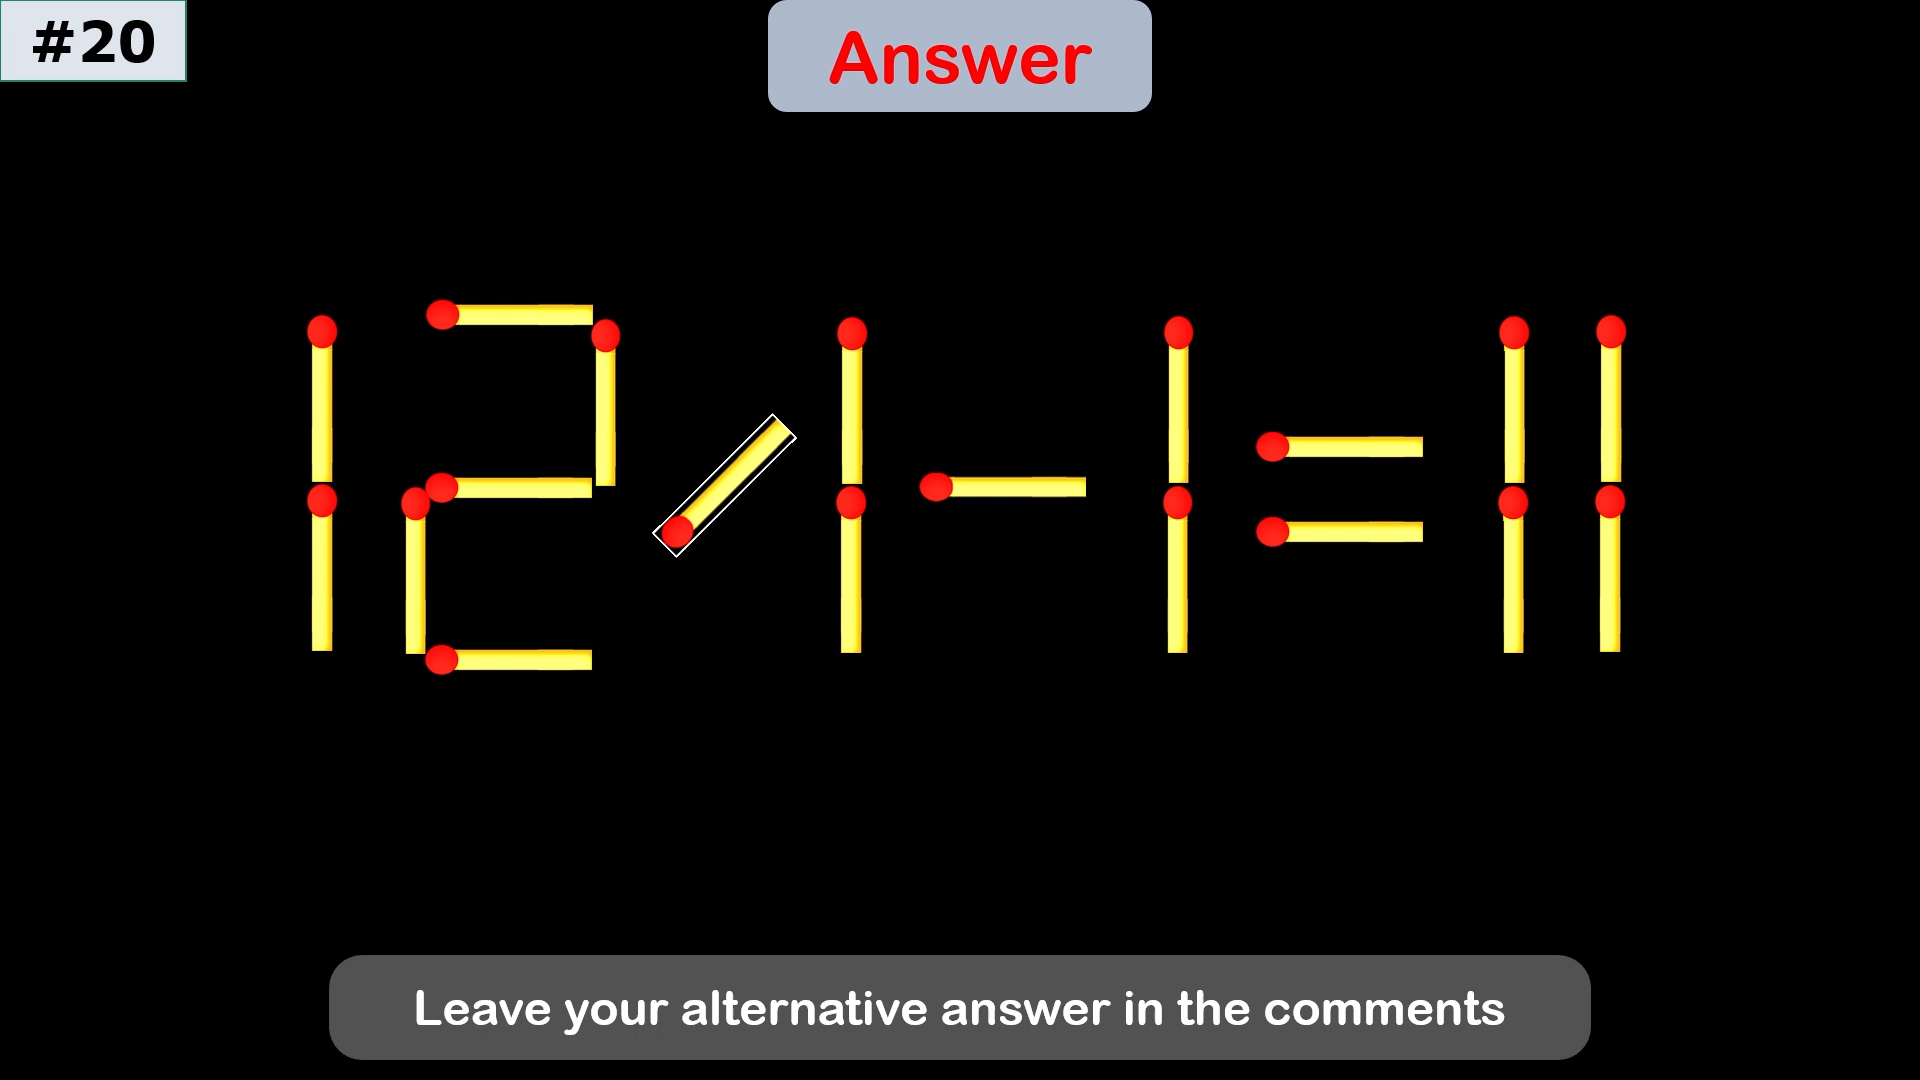 #20
Answer
12/1-1=11
Leave your alternative answer in the comments